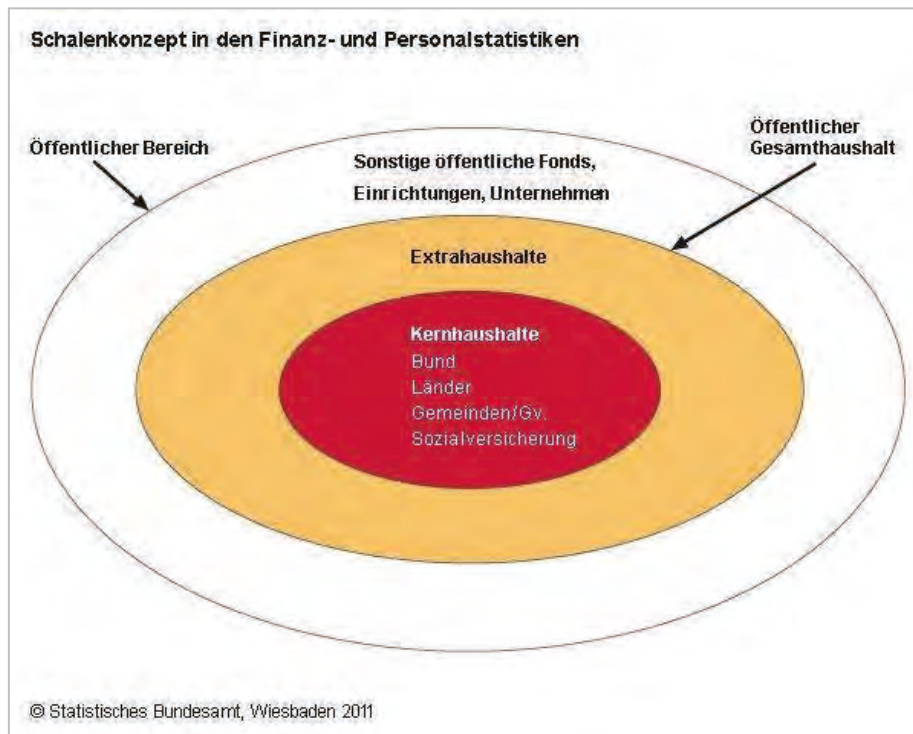 Schalenkonzept in den Finanz- und Personalstatistiken
Öffentlicher Bereich
Öffentlicher
Gesamthaushalt
Sonstige öffentliche Fonds,
Einrichtungen, Unternehmen
Extrahaushalte
Kernhaushalte
Bund
Länder
Gemeinden/Gv.
Sozialversicherung
© Statistisches Bundesamt, Wiesbaden 2011